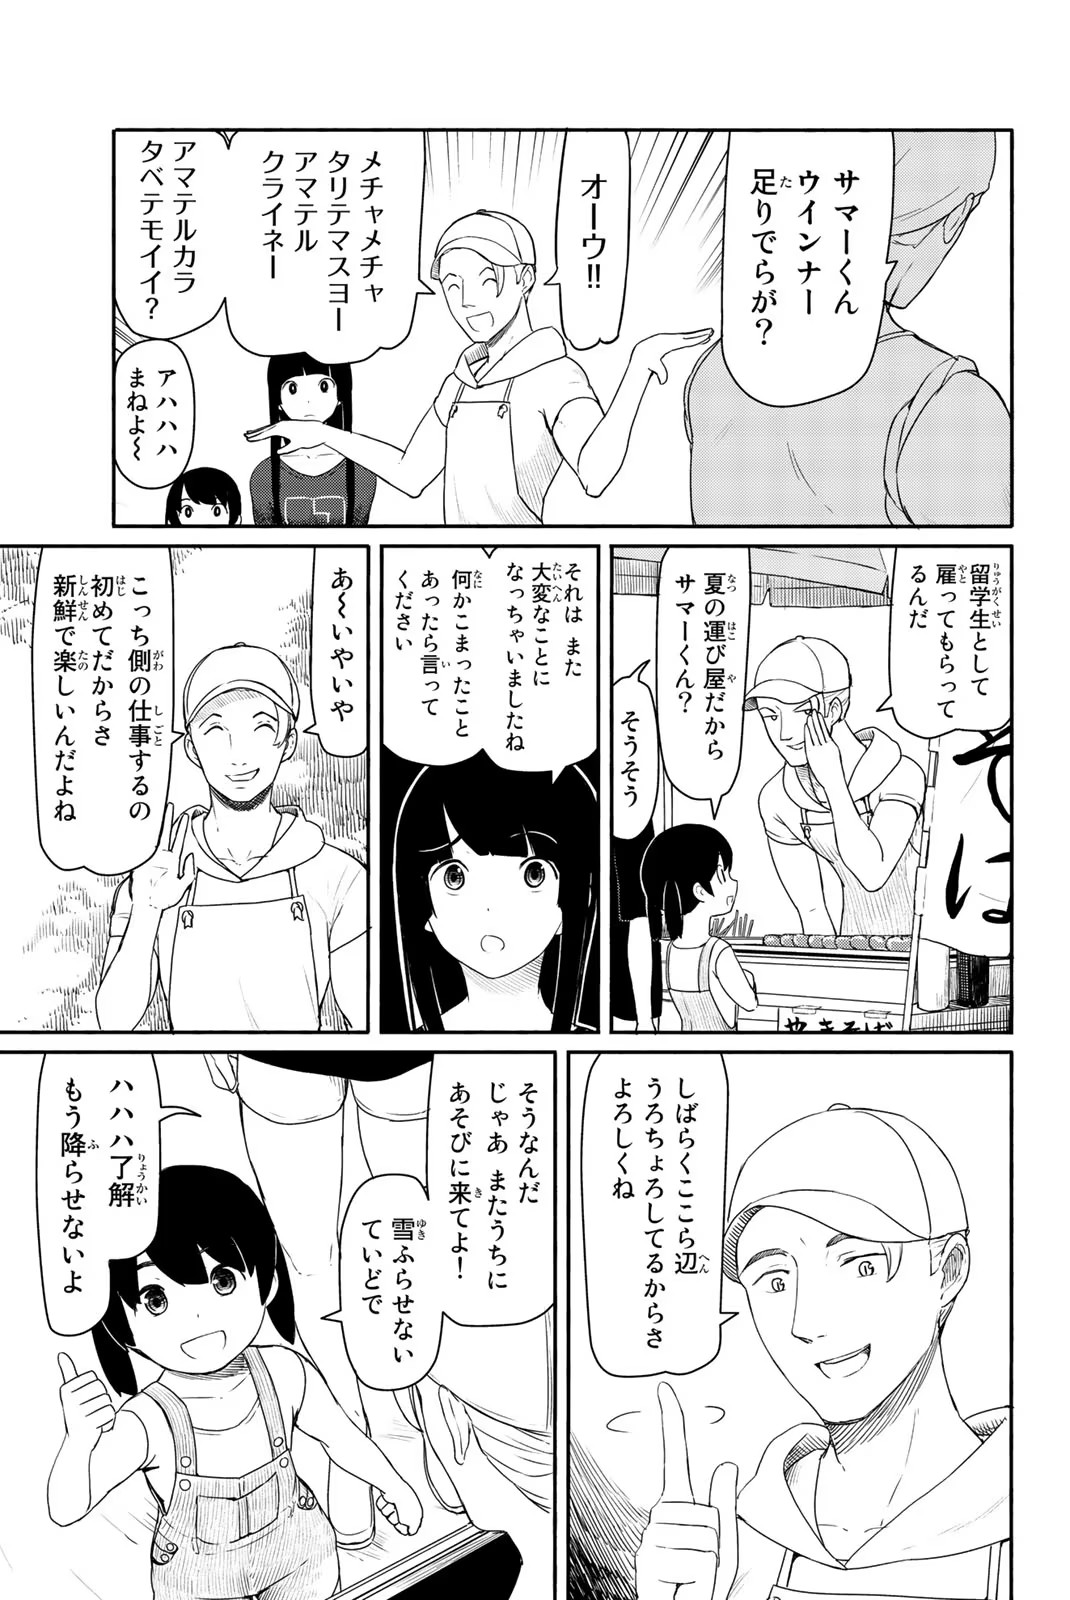 サマーくん
ウインナー
足りでらが？
オーウ!!
メチャメチャ
タリテマスヨー
アマテル
クライネー
アマテルカラ
タベテモイイ？
アハハハ
まねよ〜
留学生として
雇ってもらって
るんだ
夏の運び屋だから
サマーくん？
そうそう
それは また
大変なことに
なっちゃいましたね
何かこまったこと
あったら言って
ください
あ〜いやいや
こっち側の仕事するの
初めてだからさ
新鮮で楽しいんだよね
そば
やきそば
しばらくここら辺
うろちょろしてるからさ
よろしくね
そうなんだ
じゃあ またうちに
あそびに来てよ！
雪ふらせない
ていどで
ハハハ了解
もう降らせないよ